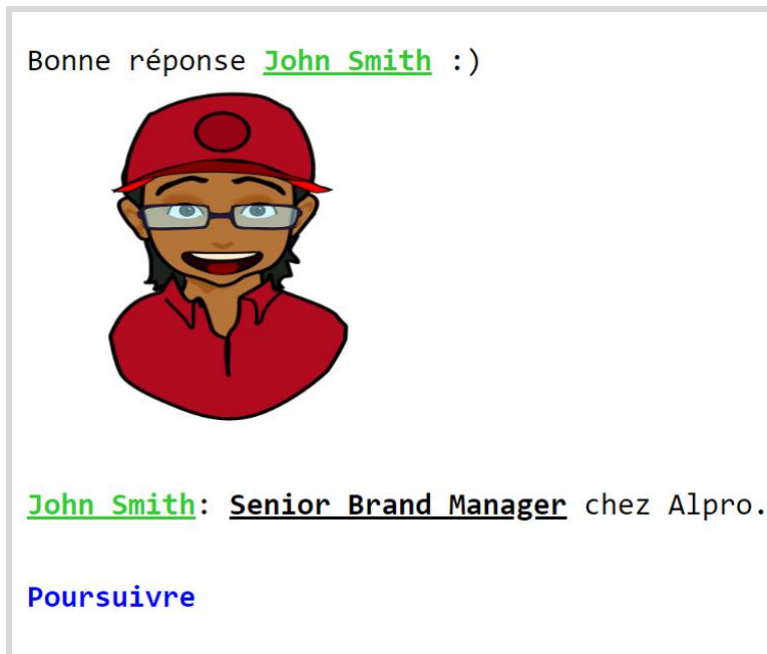 Bonne réponse John Smith :)
John Smith: Senior Brand Manager chez Alpro.
Poursuivre